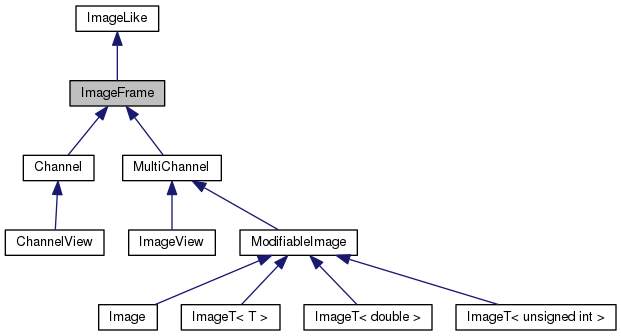 ImageLike
ImageFrame
Channel
MultiChannel
ChannelView
ImageView
ModifiableImage
Image
ImageT< T >
ImageT< double >
ImageT< unsigned int >